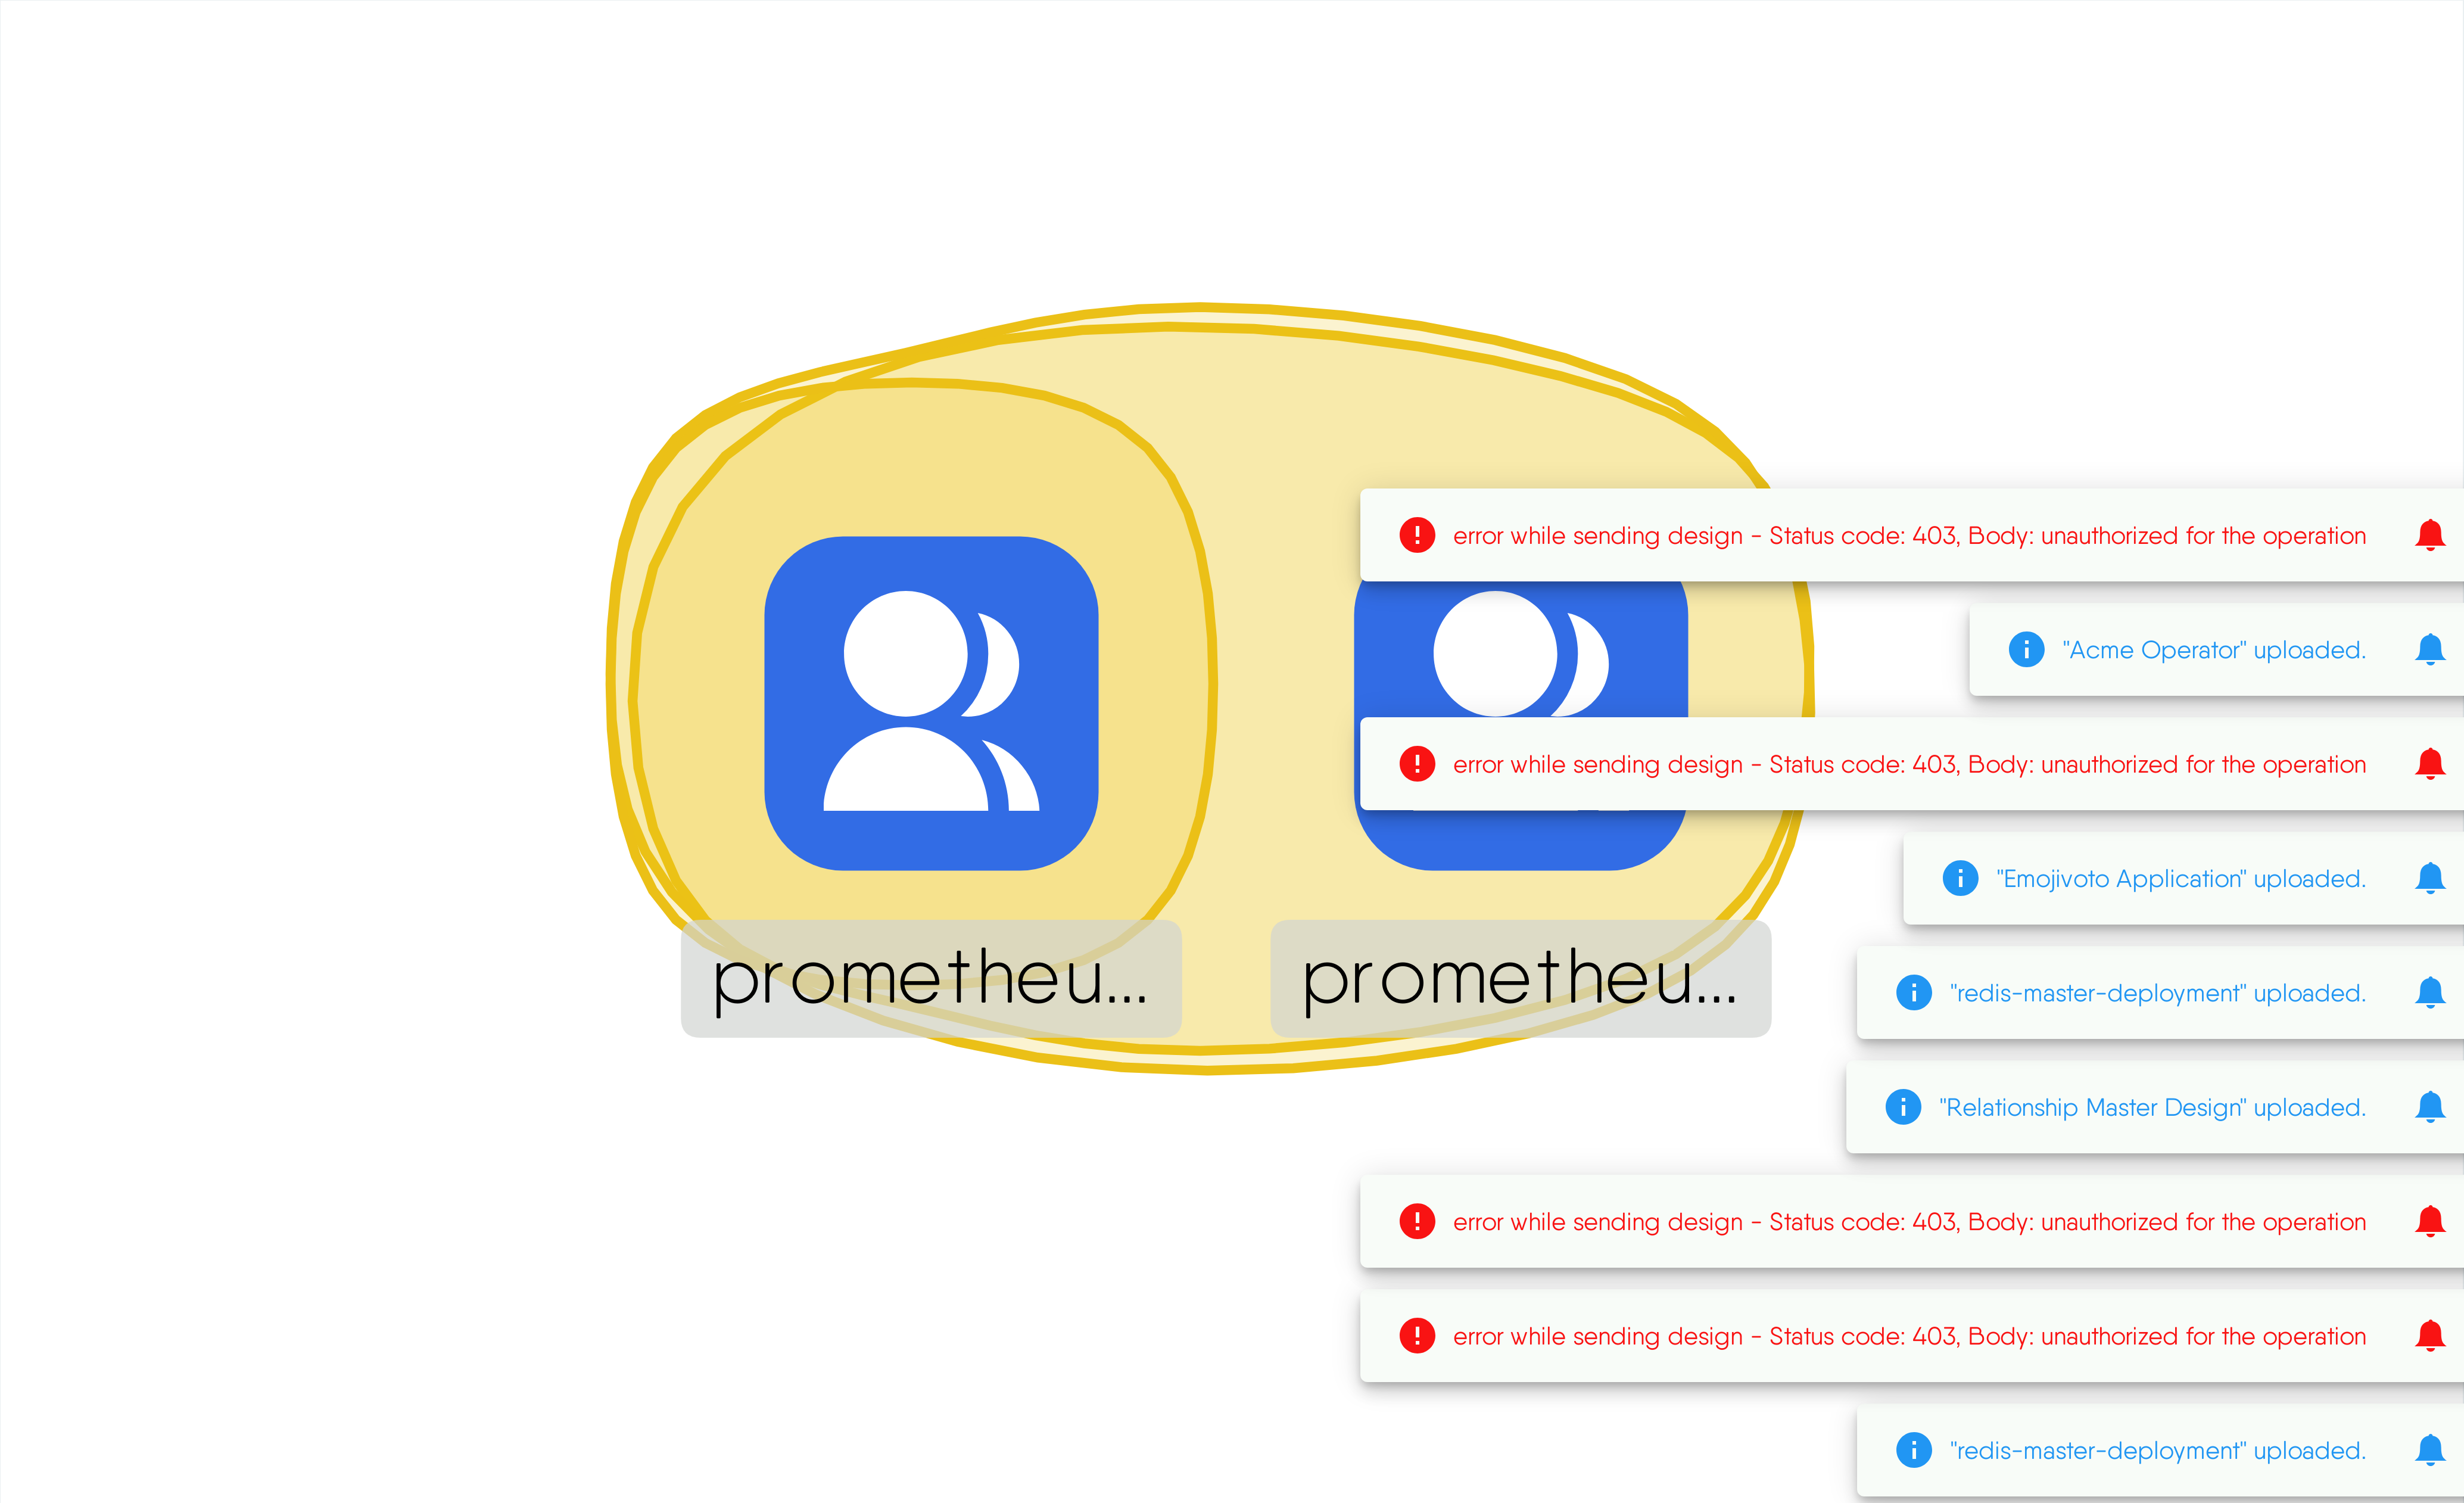 error while sending design - Status code: 403, Body: unauthorized for the operation
"Acme Operator" uploaded.
error while sending design - Status code: 403, Body: unauthorized for the operation
"Emojivoto Application" uploaded.
prometheu... prometheu...
"redis-master-deployment" uploaded.
"Relationship Master Design" uploaded.
error while sending design - Status code: 403, Body: unauthorized for the operation
error while sending design - Status code: 403, Body: unauthorized for the operation
"redis-master-deployment" uploaded.